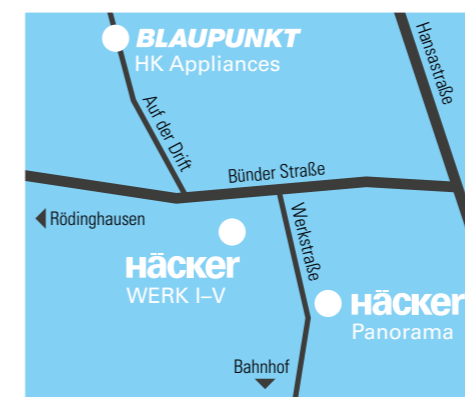 BLAUPUNKT
HK Appliances
Hansastraße
Auf der Drift
Bünder Straße
Rödinghausen
Werkstraße
HÄCKER
WERK I–V
HÄCKER
Panorama
Bahnhof